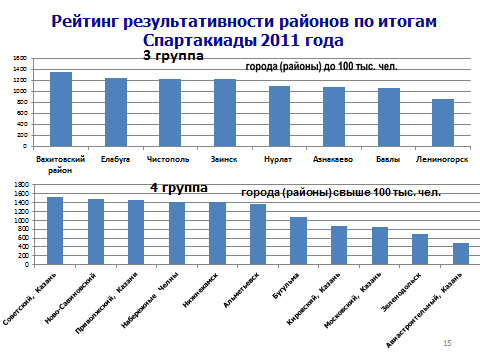 Рейтинг результативности районов по итогам
Спартакиады 2011 года
3 группа
города (районы) до 100 тыс. чел.
1600
1400
1200
1000
800
600
400
200
0
Вахитовский район
Елабуга
Чистополь
Заинск
Нурлат
Азнакаево
Бавлы
Лениногорск
4 группа
города (районы) свыше 100 тыс. чел.
1800
1600
1400
1200
1000
800
600
400
200
0
Советский, Казань
Ново-Савиновский
Приволжский, Казани
Набережные Челны
Нижнекамск
Альметьевск
Бугульма
Кировский, Казань
Московский, Казань
Зеленодольск
Авиастроительный, Казань
15